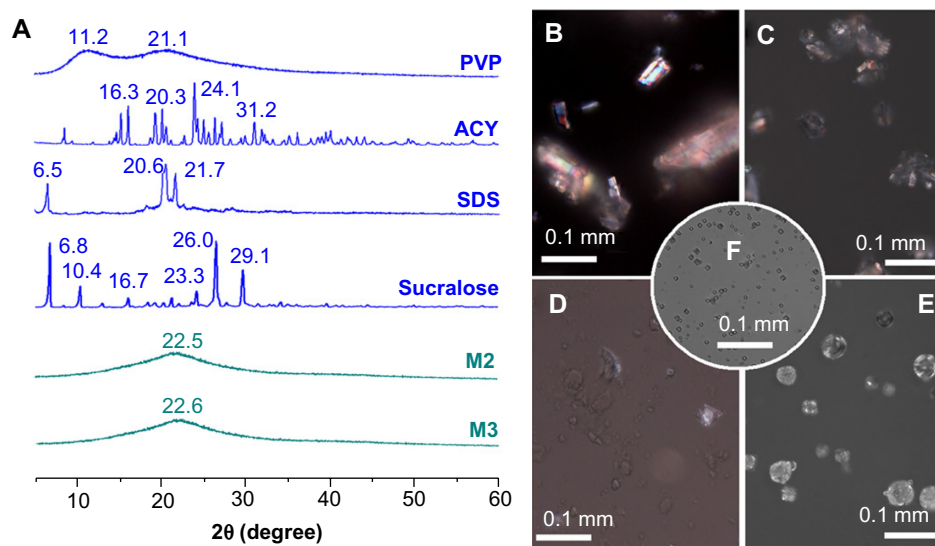 A
11.2
21.1
PVP
16.3
20.3
24.1
31.2
ACY
6.5
20.6
21.7
SDS
6.8
10.4
16.7
23.3
26.0
29.1
Sucralose
22.5
M2
22.6
M3
10 20 30 40 50 60
2θ (degree)
B
0.1 mm
C
0.1 mm
F
0.1 mm
D
0.1 mm
E
0.1 mm